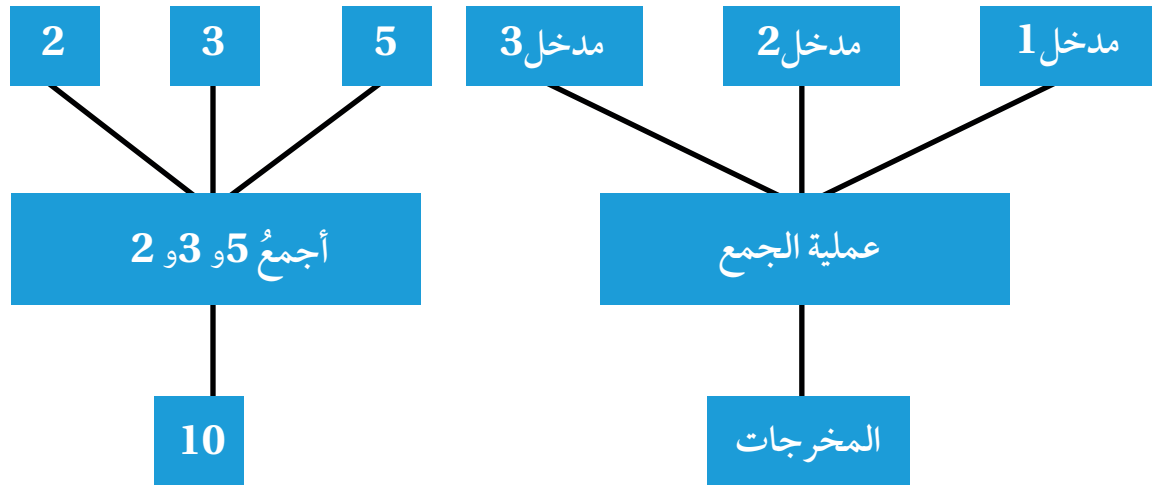 مدخل1
مدخل2
مدخل3
عملية الجمع
المخرجات
5
3
2
أجمعُ 5و 3و 2
10